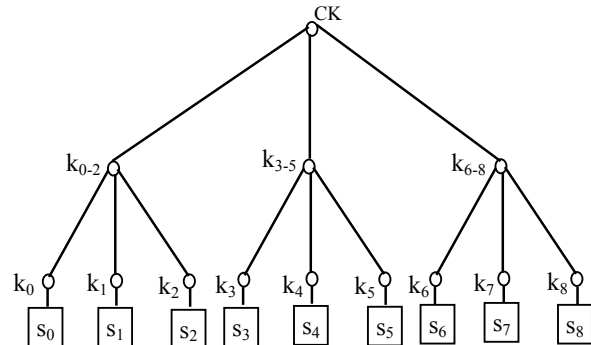 CK
k₀₋₂ k₃₋₅ k₆₋₈
k₀ k₁ k₂ k₃ k₄ k₅ k₆ k₇ k₈
s₀ s₁ s₂ s₃ s₄ s₅ s₆ s₇ s₈